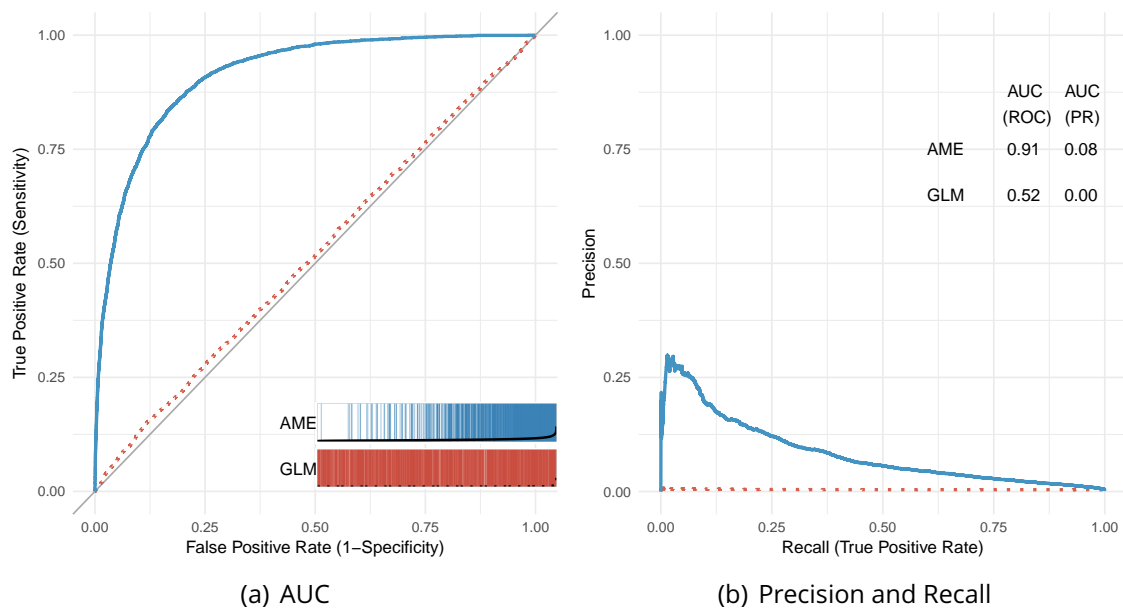 True Positive Rate (Sensitivity)
1.00
0.75
0.50
0.25
0.00
AME
GLM
0.00 0.25 0.50 0.75 1.00
False Positive Rate (1−Specificity)
(a) AUC
Precision
1.00
0.75
0.50
0.25
0.00
AUC AUC
(ROC) (PR)
AME 0.91 0.08
GLM 0.52 0.00
0.00 0.25 0.50 0.75 1.00
Recall (True Positive Rate)
(b) Precision and Recall